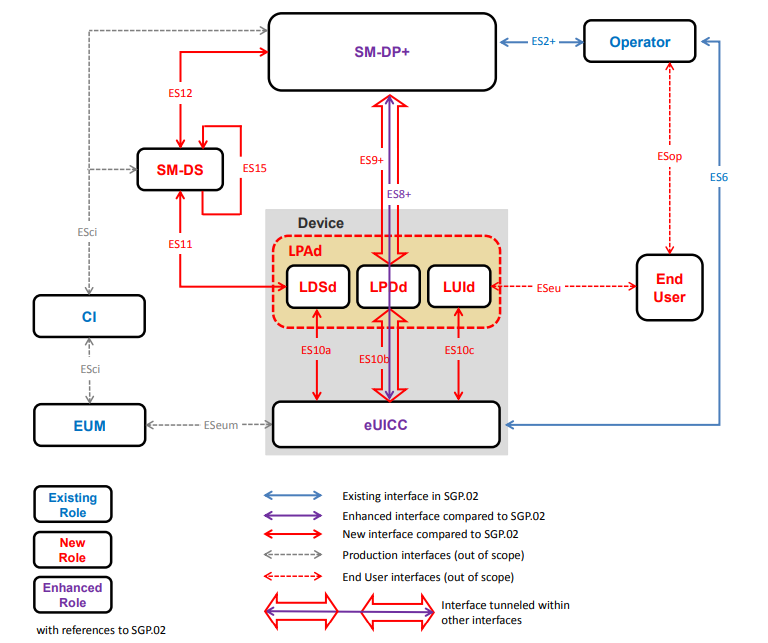 SM-DP+
ES2+
Operator
ES12
ES9+
ES8+
ESop
ES6
SM-DS
ES15
ESci
ES11
Device
LPAd
LDSd
LPDd
LUId
ESeu
End
User
CI
ESci
ES10a
ES10b
ES10c
EUM
ESeum
eUICC
Existing
Role
New
Role
Enhanced
Role
with references to SGP.02
Existing interface in SGP.02
Enhanced interface compared to SGP.02
New interface compared to SGP.02
Production interfaces (out of scope)
End User interfaces (out of scope)
Interface tunneled within
other interfaces